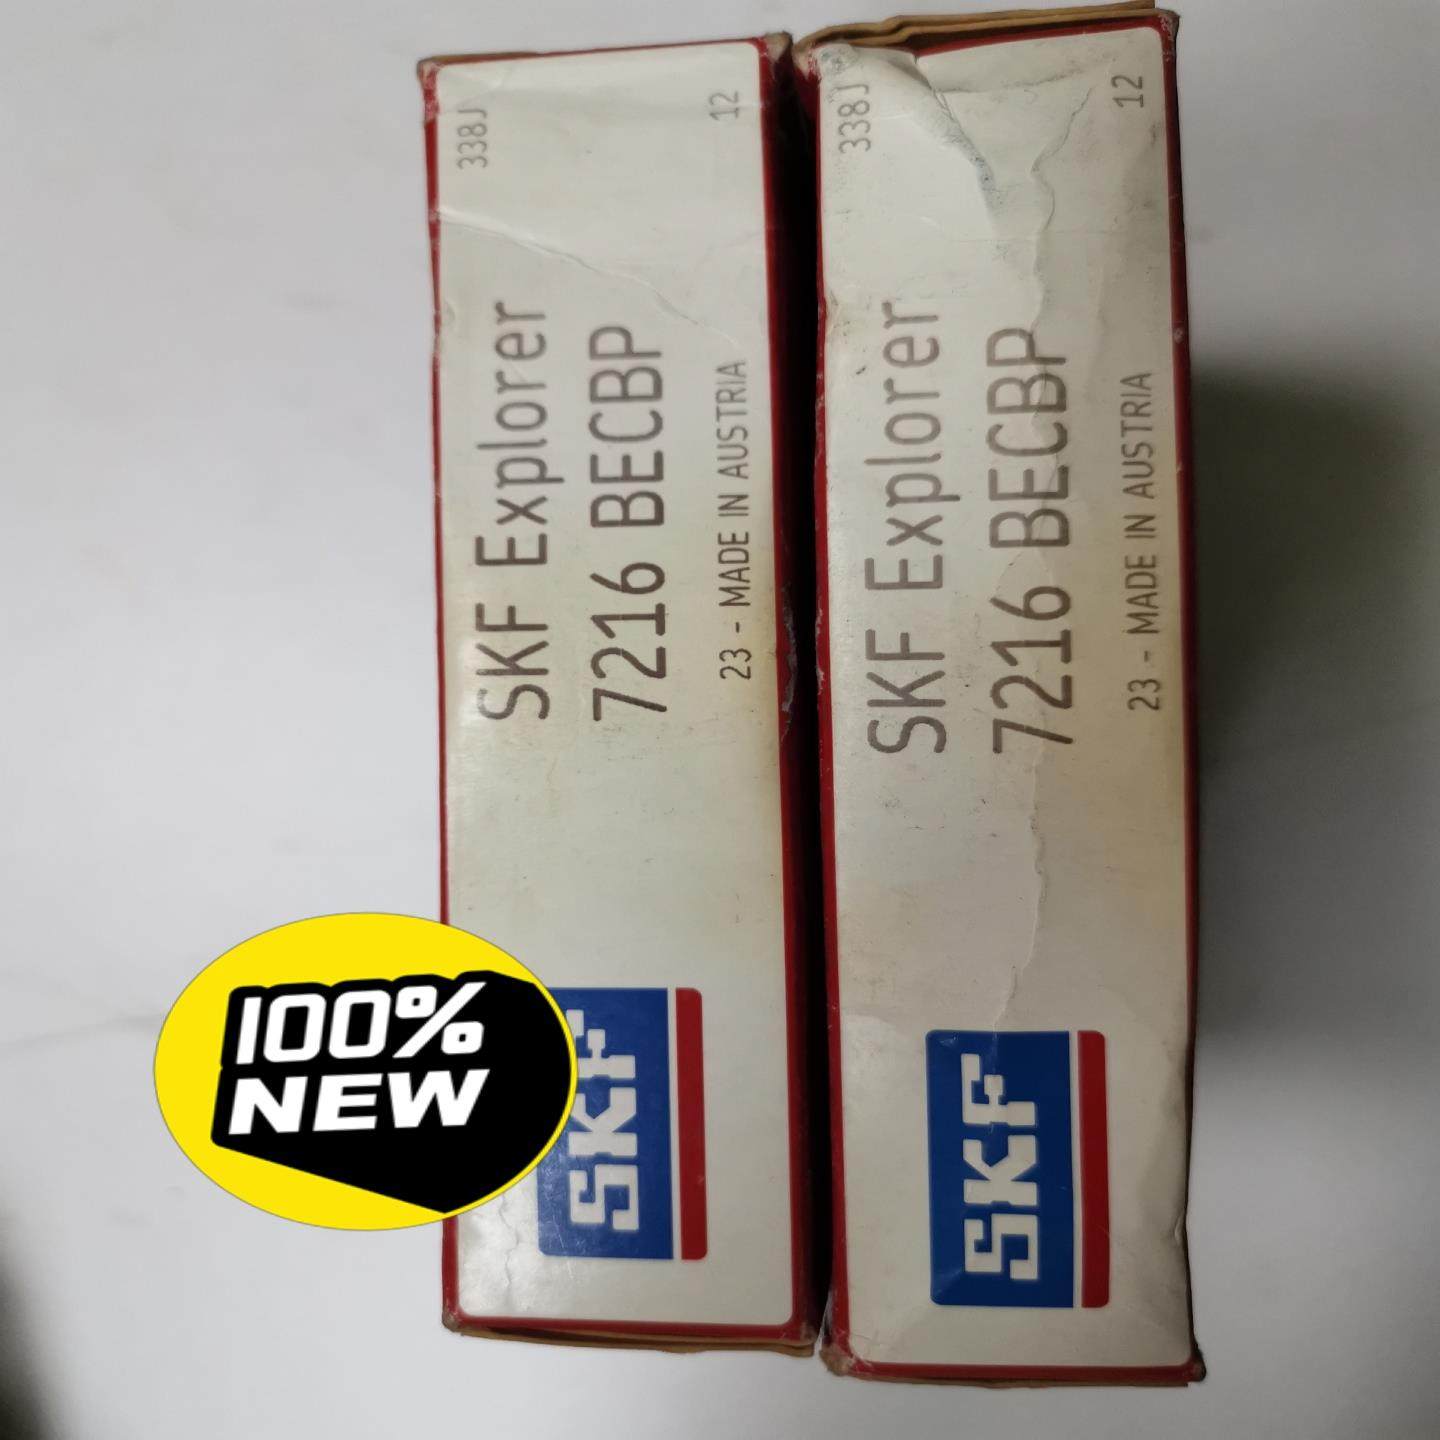 338J
12
SKF Explorer
7216 BECBP
23 - MADE IN AUSTRIA
SKF
100%
NEW
338J
12
SKF Explorer
7216 BECBP
23 - MADE IN AUSTRIA
SKF